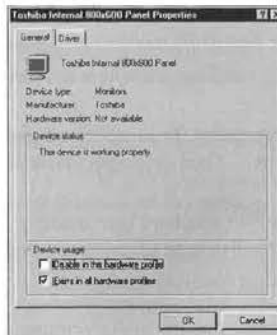 Toshiba Internal 800x600 Panel Properties
General Driver
Toshiba Internal 800x600 Panel
Device type: Monitors
Manufacturer: Toshiba
Hardware version: Not available
Device status
This device is working properly.
Device usage
Disable in this hardware profile
Exists in all hardware profiles
OK Cancel